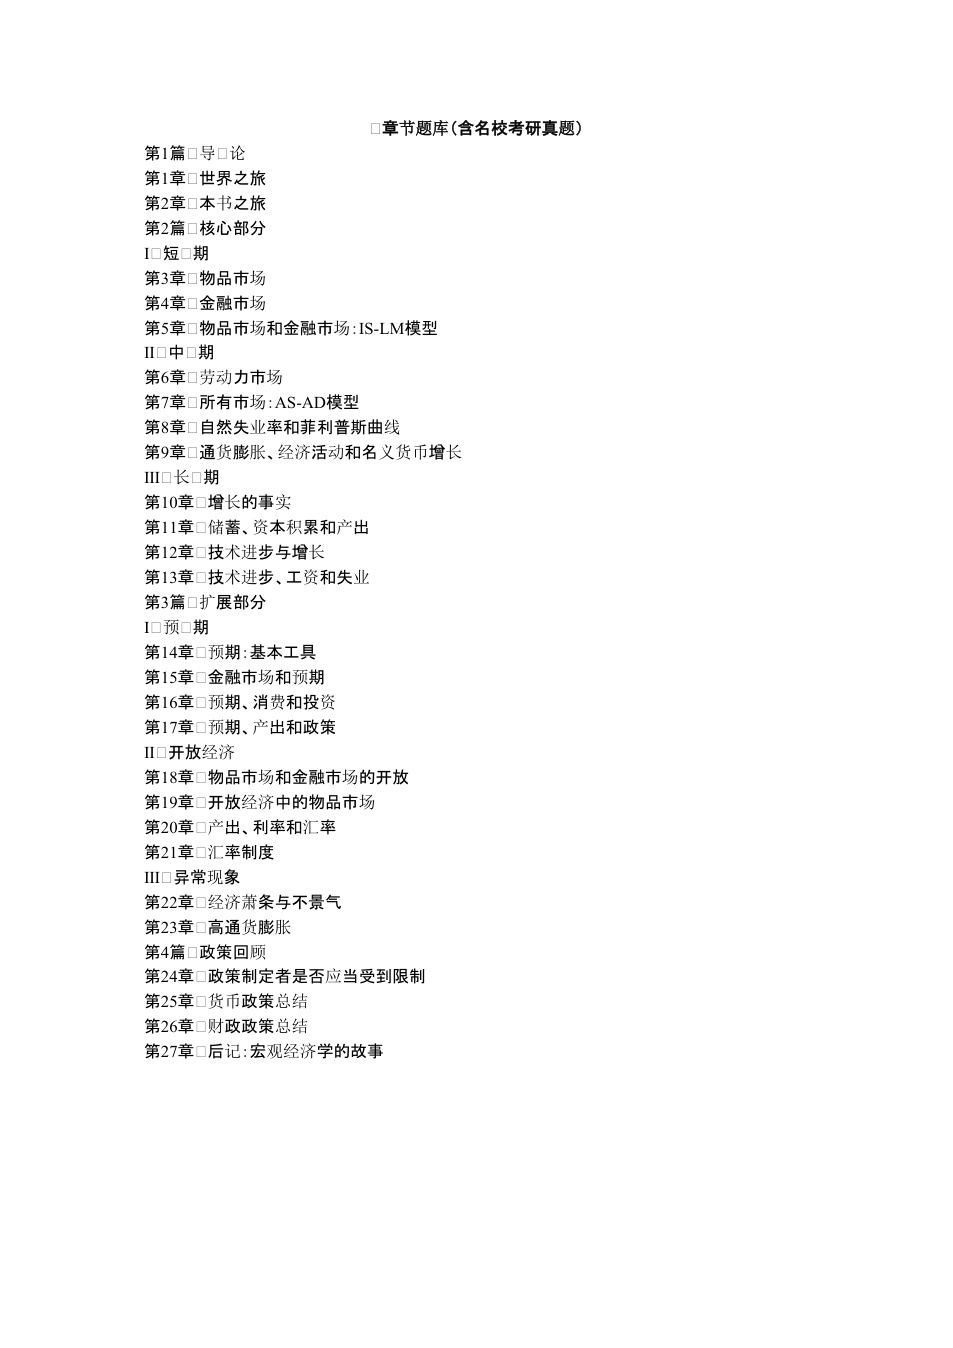 章节题库(含名校考研真题)
第1篇 导 论
第1章 世界之旅
第2章 本书之旅
第2篇 核心部分
I 短 期
第3章 物品市场
第4章 金融市场
第5章 物品市场和金融市场:IS-LM模型
II 中 期
第6章 劳动力市场
第7章 所有市场:AS-AD模型
第8章 自然失业率和菲利普斯曲线
第9章 通货膨胀、经济活动和名义货币增长
III 长 期
第10章 增长的事实
第11章 储蓄、资本积累和产出
第12章 技术进步与增长
第13章 技术进步、工资和失业
第3篇 扩展部分
I 预 期
第14章 预期:基本工具
第15章 金融市场和预期
第16章 预期、消费和投资
第17章 预期、产出和政策
II 开放经济
第18章 物品市场和金融市场的开放
第19章 开放经济中的物品市场
第20章 产出、利率和汇率
第21章 汇率制度
III 异常现象
第22章 经济萧条与不景气
第23章 高通货膨胀
第4篇 政策回顾
第24章 政策制定者是否应当受到限制
第25章 货币政策总结
第26章 财政政策总结
第27章 后记:宏观经济学的故事